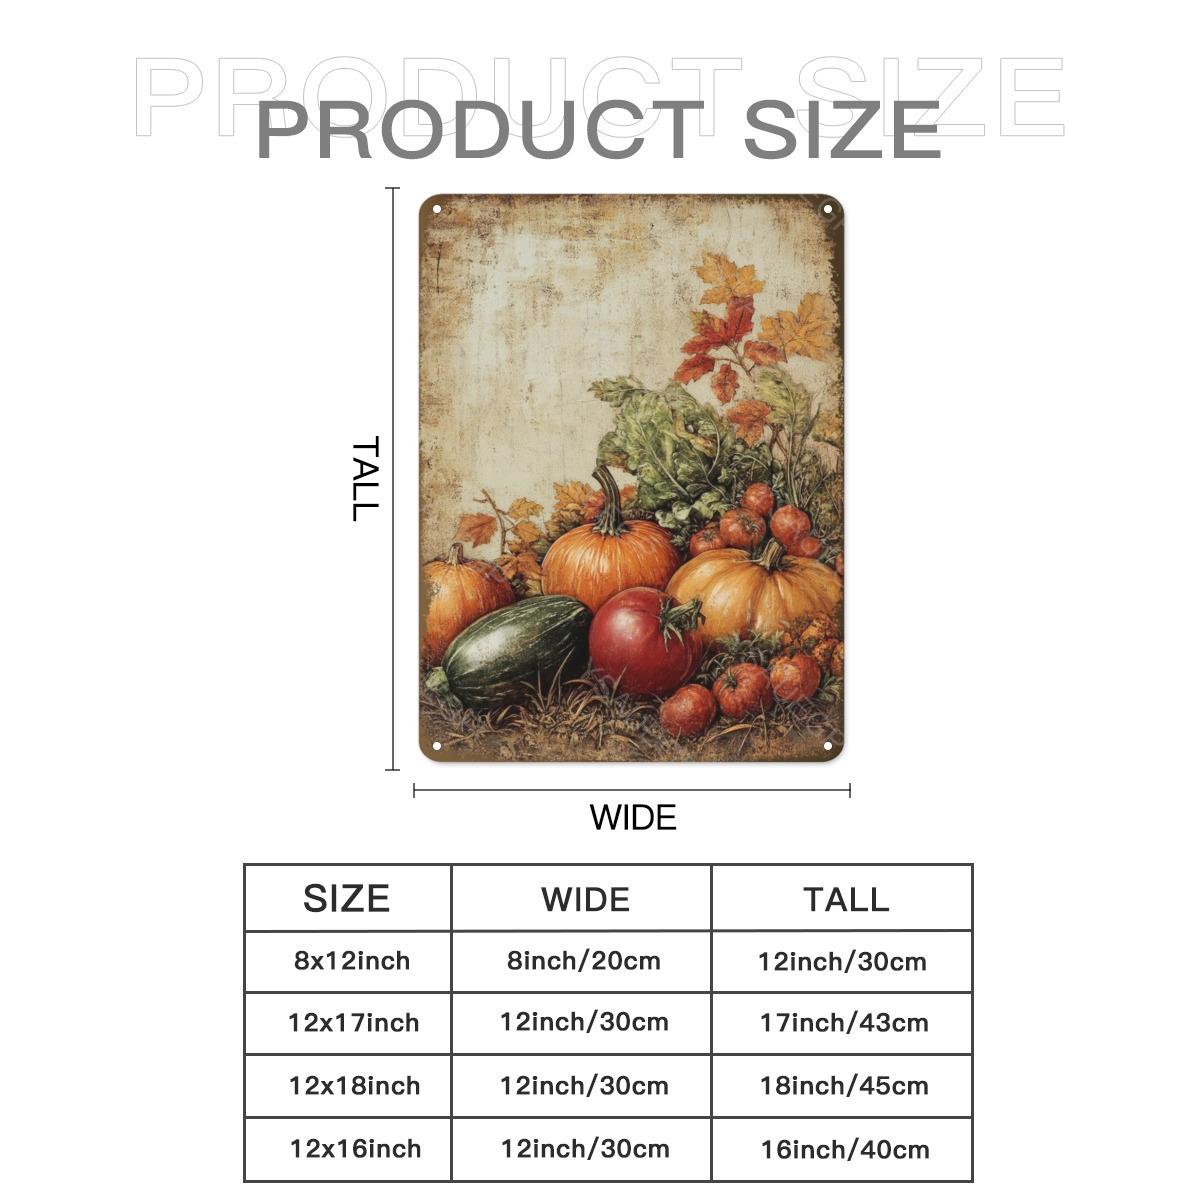 PRODUCT SIZE
PRODUCT SIZE
TALL
WIDE
SIZE WIDE TALL
8x12inch 8inch/20cm 12inch/30cm
12x17inch 12inch/30cm 17inch/43cm
12x18inch 12inch/30cm 18inch/45cm
12x16inch 12inch/30cm 16inch/40cm